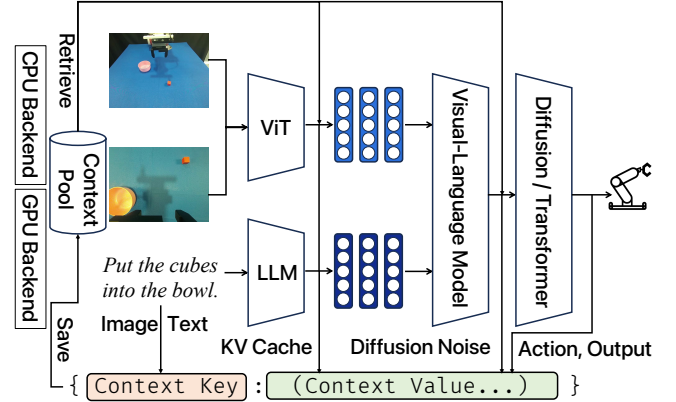 Retrieve
CPU Backend
GPU Backend
Context
Pool
Save
ViT
LLM
Put the cubes
into the bowl.
Image Text
Visual-Language Model
Diffusion / Transformer
KV Cache
Diffusion Noise
Action, Output
{ Context Key : (Context Value...) }